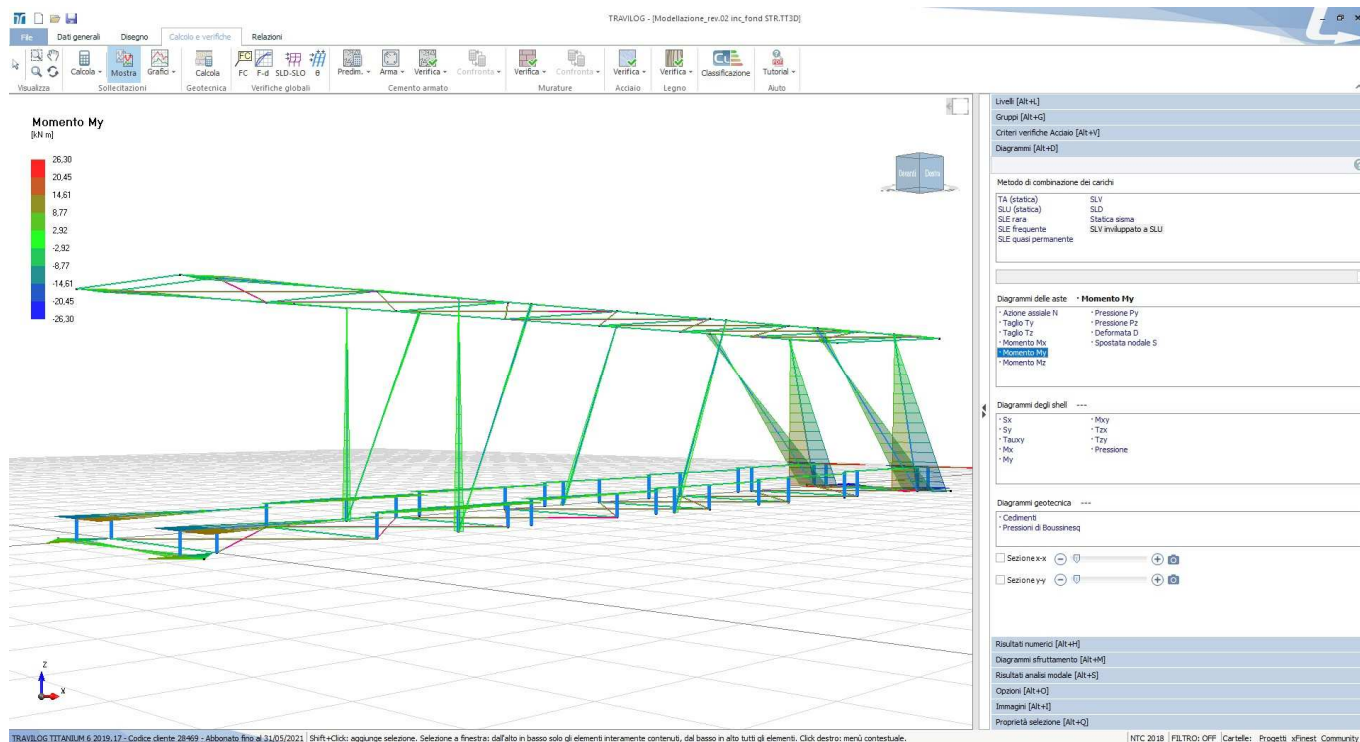 TRAVILOG - [Modellazione_rev.02 inc_fond STR.TT3D]
File Dati generali Disegno Calcolo e verifiche Relazioni
Calcola Mostra Grafici Calcola FC F-d SLD-SLO θ Predim. Arma Verifica Confronta Verifica Confronta Verifica Verifica Classificazione Tutorial
Visualizza Sollecitazioni Geotecnica Verifiche globali Cemento armato Murature Acciaio Legno Aiuto
Momento My
[kN m]
26,30
20,45
14,61
8,77
2,92
-2,92
-8,77
-14,61
-20,45
-26,30
Davanti Destra
Z
X
Livelli [Alt+L]
Gruppi [Alt+G]
Criteri verifiche Acciaio [Alt+V]
Diagrammi [Alt+D]
Metodo di combinazione dei carichi
TA (statica) SLV
SLU (statica) SLD
SLE rara Statica sisma
SLE frequente SLV inviluppato a SLU
SLE quasi permanente
Diagrammi delle aste · Momento My
· Azione assiale N · Pressione Py
· Taglio Ty · Pressione Pz
· Taglio Tz · Deformata D
· Momento Mx · Spostata nodale S
· Momento My
· Momento Mz
Diagrammi degli shell ---
· Sx · Mxy
· Sy · Tzx
· Tauxy · Tzy
· Mx · Pressione
· My
Diagrammi geotecnica ---
· Cedimenti
· Pressioni di Boussinesq
Sezione x-x
Sezione y-y
Risultati numerici [Alt+H]
Diagrammi sfruttamento [Alt+M]
Risultati analisi modale [Alt+S]
Opzioni [Alt+O]
Immagini [Alt+I]
Proprietà selezione [Alt+Q]
TRAVILOG TITANIUM 6 2019.17 - Codice cliente 28469 - Abbonato fino al 31/05/2021 Shift+Click: aggiunge selezione. Selezione a finestra: dall'alto in basso solo gli elementi interamente contenuti, dal basso in alto tutti gli elementi. Click destro: menù contestuale. NTC 2018 FILTRO: OFF Cartelle: Progetti xFinest Community